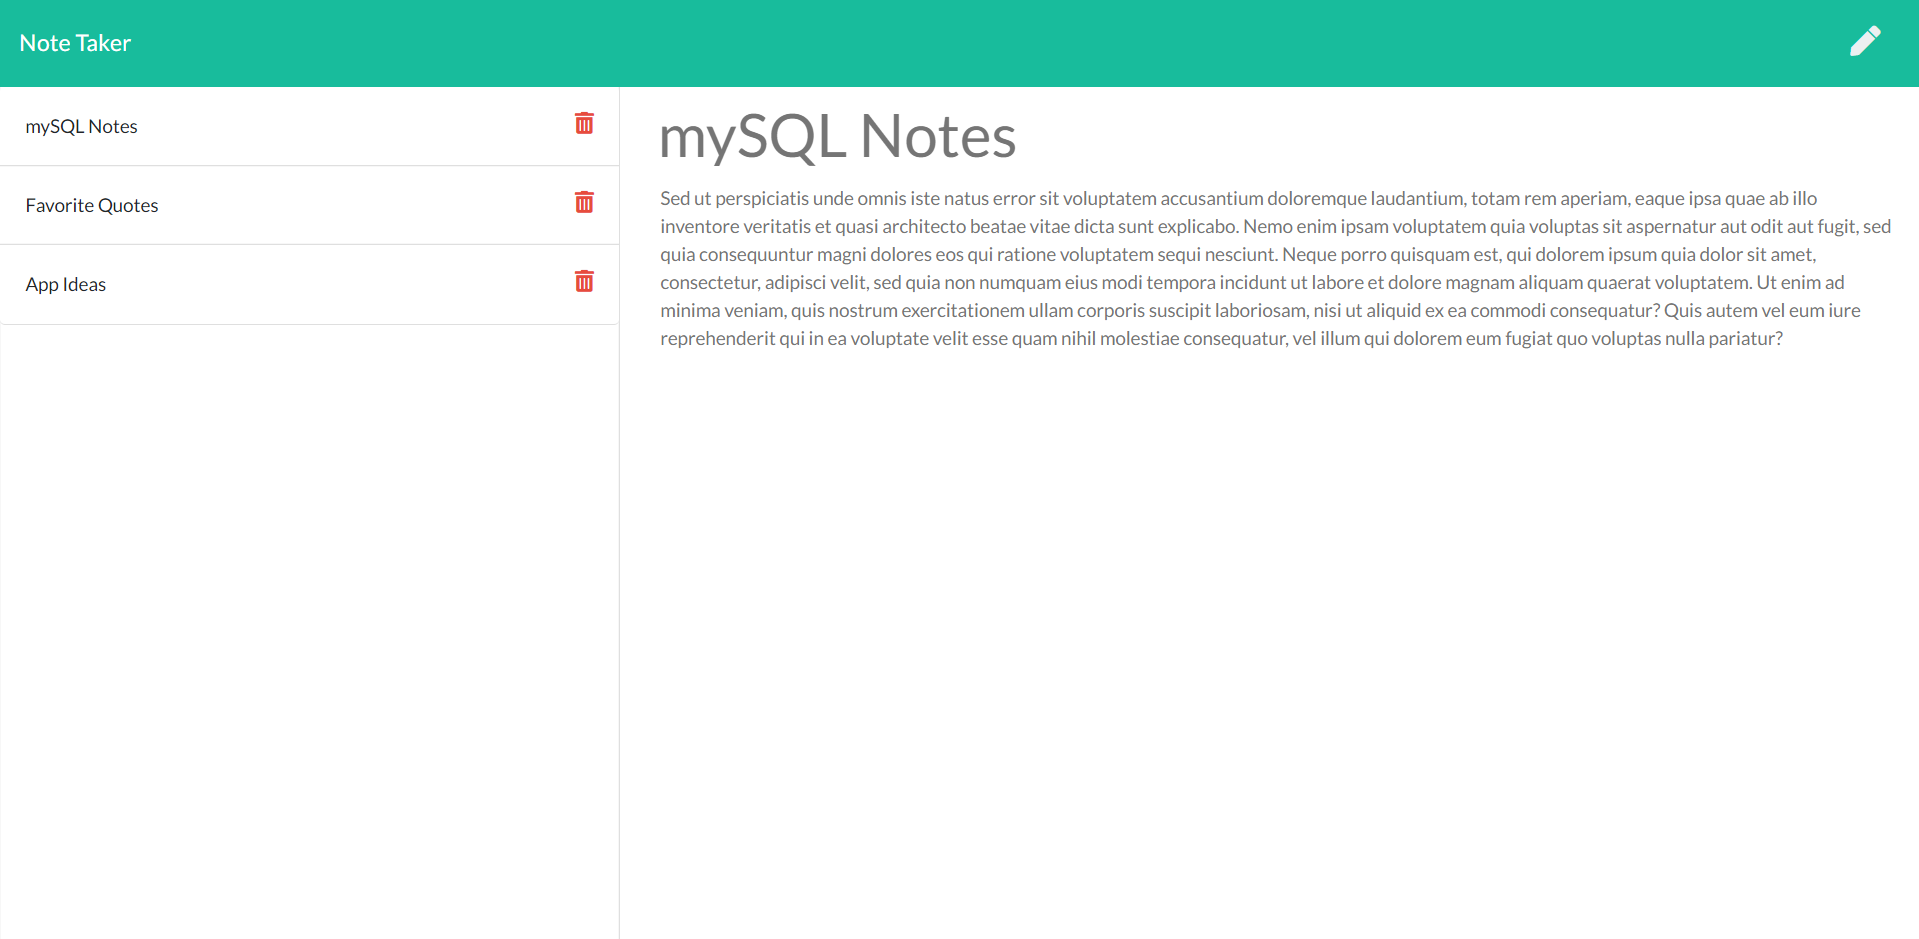 Note Taker
mySQL Notes
Favorite Quotes
App Ideas
mySQL Notes
Sed ut perspiciatis unde omnis iste natus error sit voluptatem accusantium doloremque laudantium, totam rem aperiam, eaque ipsa quae ab illo
inventore veritatis et quasi architecto beatae vitae dicta sunt explicabo. Nemo enim ipsam voluptatem quia voluptas sit aspernatur aut odit aut fugit, sed
quia consequuntur magni dolores eos qui ratione voluptatem sequi nesciunt. Neque porro quisquam est, qui dolorem ipsum quia dolor sit amet,
consectetur, adipisci velit, sed quia non numquam eius modi tempora incidunt ut labore et dolore magnam aliquam quaerat voluptatem. Ut enim ad
minima veniam, quis nostrum exercitationem ullam corporis suscipit laboriosam, nisi ut aliquid ex ea commodi consequatur? Quis autem vel eum iure
reprehenderit qui in ea voluptate velit esse quam nihil molestiae consequatur, vel illum qui dolorem eum fugiat quo voluptas nulla pariatur?